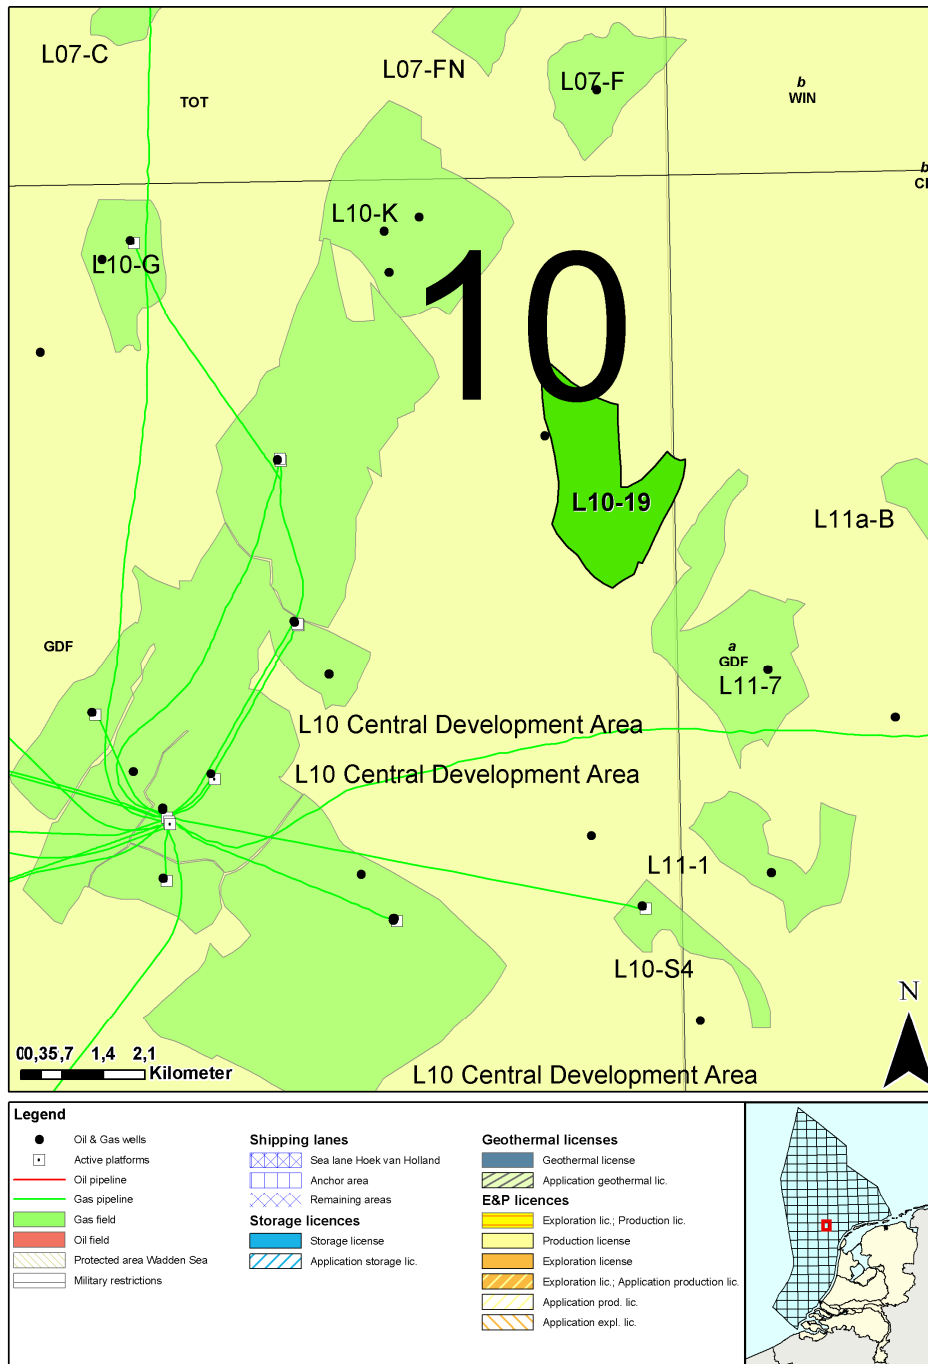 L07-C
L07-FN
L07-F
TOT
b
WIN
b
L10-K
L10-G
10
L10-19
L11a-B
GDF
a
GDF
L11-7
L10 Central Development Area
L10 Central Development Area
L11-1
L10-S4
N
00,35,7 1,4 2,1
Kilometer
L10 Central Development Area
Legend
Oil & Gas wells
Active platforms
Oil pipeline
Gas pipeline
Gas field
Oil field
Protected area Wadden Sea
Military restrictions
Shipping lanes
Sea lane Hoek van Holland
Anchor area
Remaining areas
Storage licences
Storage license
Application storage lic.
Geothermal licenses
Geothermal license
Application geothermal lic.
E&P licences
Exploration lic.; Production lic.
Production license
Exploration license
Exploration lic.; Application production lic.
Application prod. lic.
Application expl. lic.